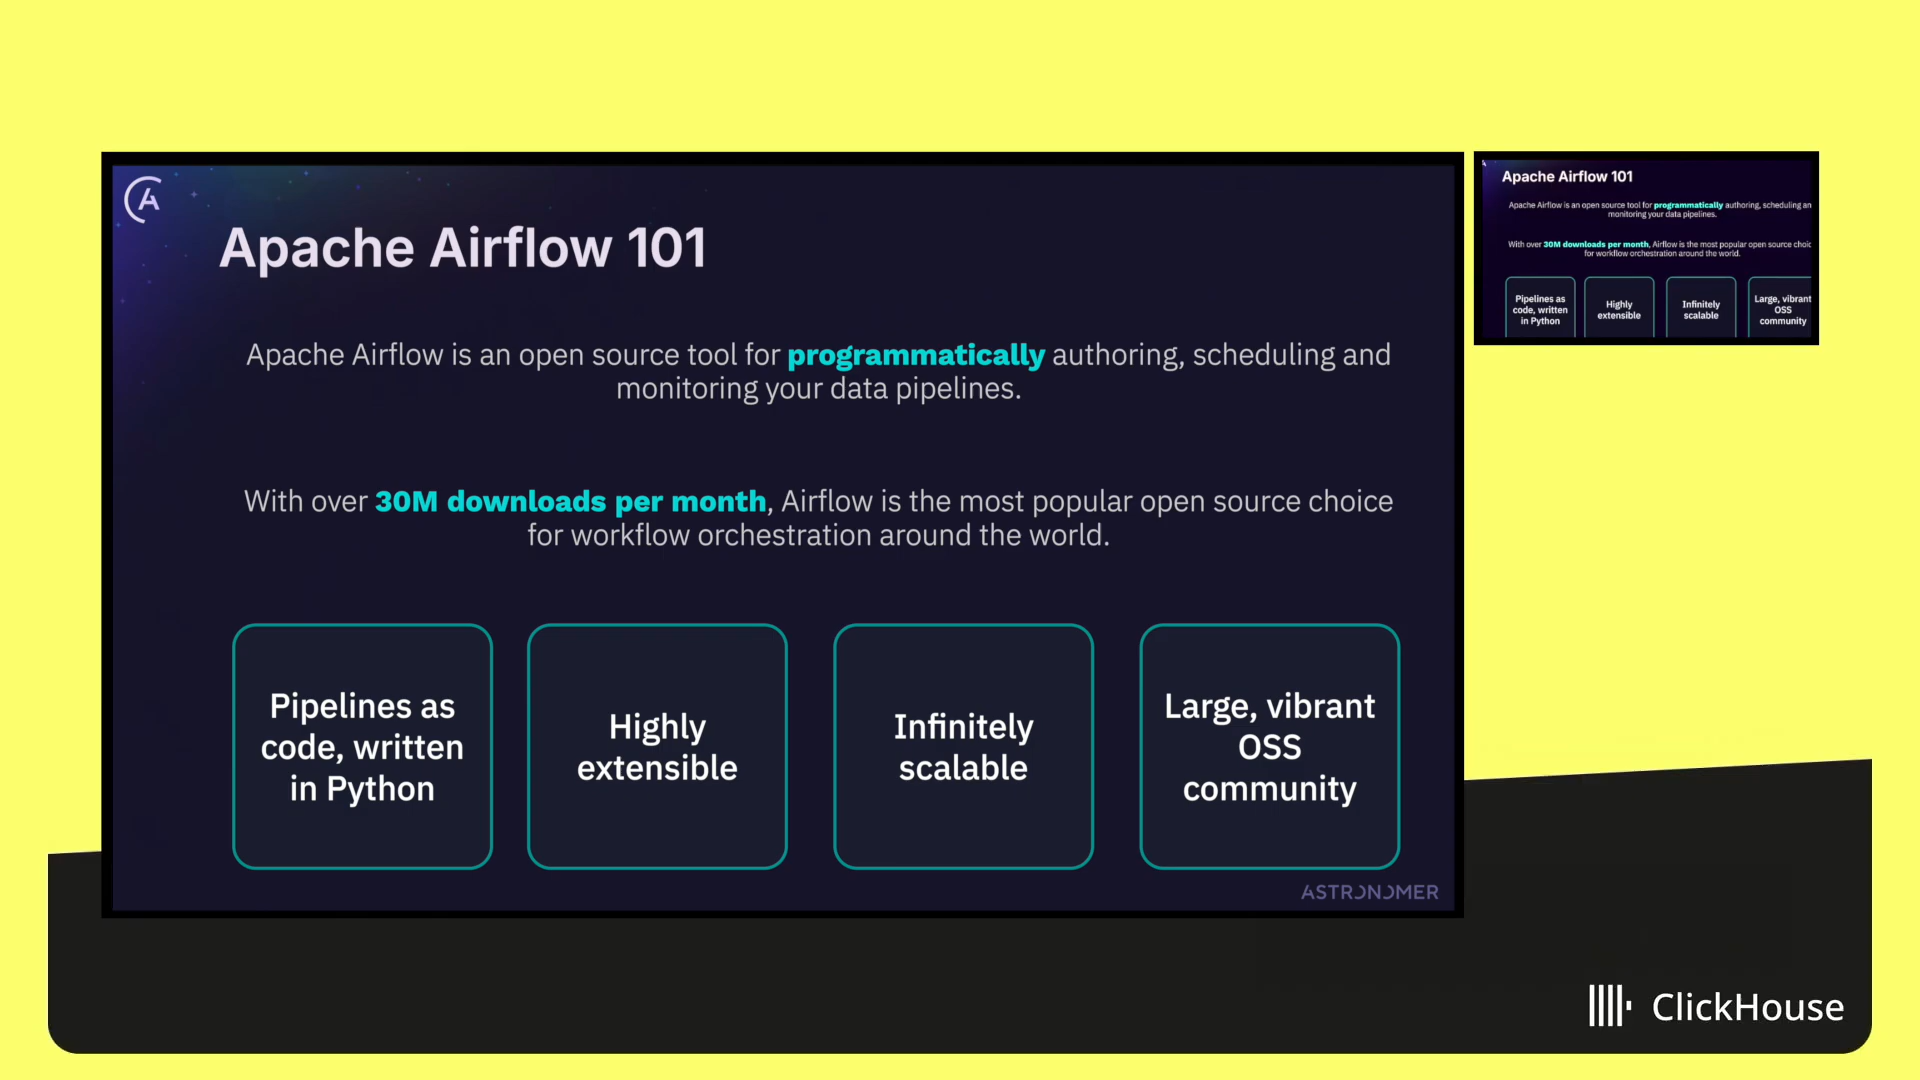 Apache Airflow 101
Apache Airflow is an open source tool for programmatically authoring, scheduling and
monitoring your data pipelines.
With over 30M downloads per month, Airflow is the most popular open source choice
for workflow orchestration around the world.
Pipelines as
code, written
in Python
Highly
extensible
Infinitely
scalable
Large, vibrant
OSS
community
ASTRONOMER
Apache Airflow 101
Apache Airflow is an open source tool for programmatically authoring, scheduling an
monitoring your data pipelines.
With over 30M downloads per month, Airflow is the most popular open source choic
for workflow orchestration around the world.
Pipelines as
code, written
in Python
Highly
extensible
Infinitely
scalable
Large, vibrant
OSS
community
ClickHouse